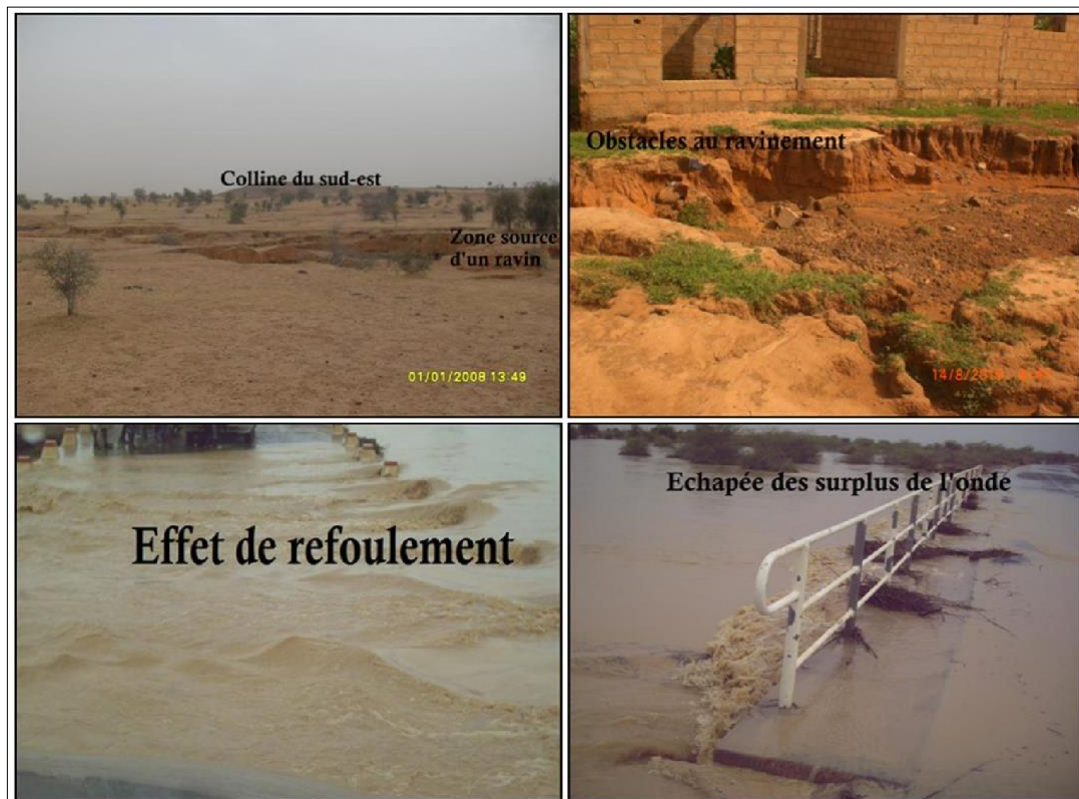 Colline du sud-est
Zone source
d'un ravin
01/01/2008 13:49
Obstacles au ravinement
Effet de refoulement
Echapée des surplus de l'onde